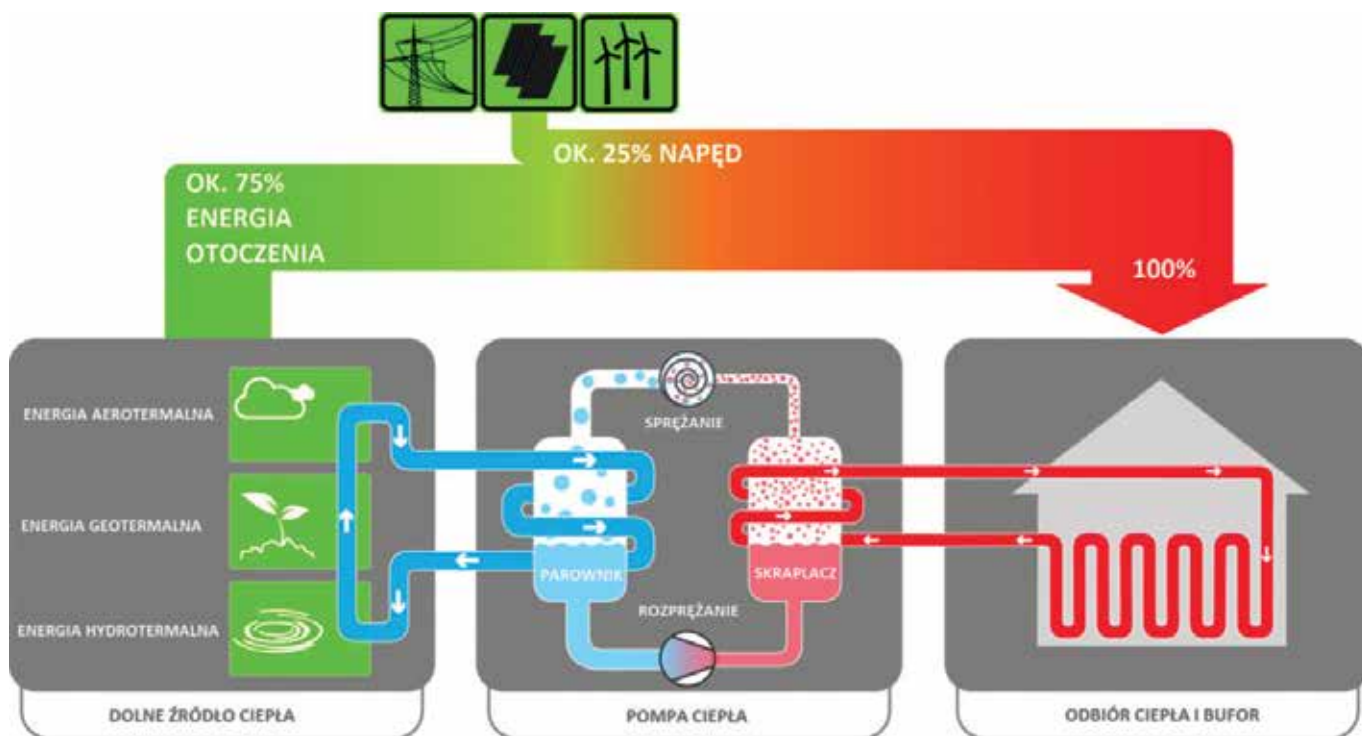 OK. 25% NAPĘD
OK. 75%
ENERGIA
OTOCZENIA
100%
ENERGIA AEROTERMALNA
ENERGIA GEOTERMALNA
ENERGIA HYDROTERMALNA
SPRĘŻANIE
PAROWNIK
SKRAPLACZ
ROZPRĘŻANIE
DOLNE ŹRÓDŁO CIEPŁA
POMPA CIEPŁA
ODBIÓR CIEPŁA I BUFOR